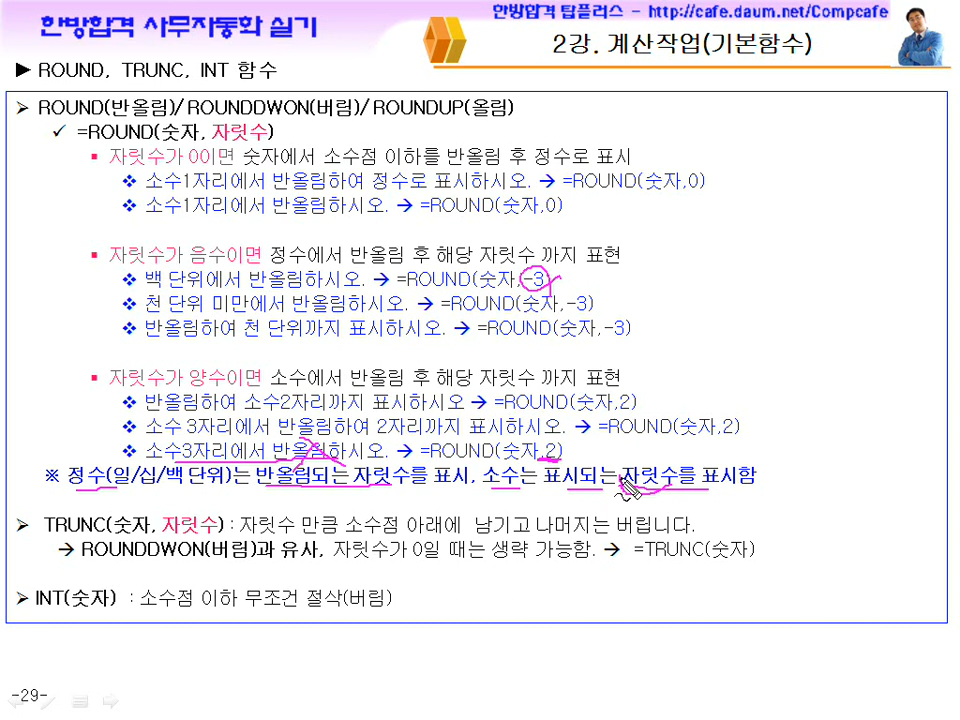 한방합격 사무자동화 실기
한방합격 탑플러스 - http://cafe.daum.net/Compcafe
2강. 계산작업(기본함수)
► ROUND, TRUNC, INT 함수
➢ ROUND(반올림)/ROUNDDWON(버림)/ROUNDUP(올림)
✓ =ROUND(숫자, 자릿수)
▪ 자릿수가 0이면 숫자에서 소수점 이하를 반올림 후 정수로 표시
❖ 소수1자리에서 반올림하여 정수로 표시하시오. → =ROUND(숫자,0)
❖ 소수1자리에서 반올림하시오. → =ROUND(숫자,0)
▪ 자릿수가 음수이면 정수에서 반올림 후 해당 자릿수 까지 표현
❖ 백 단위에서 반올림하시오. → =ROUND(숫자,-3)
❖ 천 단위 미만에서 반올림하시오. → =ROUND(숫자,-3)
❖ 반올림하여 천 단위까지 표시하시오. → =ROUND(숫자,-3)
▪ 자릿수가 양수이면 소수에서 반올림 후 해당 자릿수 까지 표현
❖ 반올림하여 소수2자리까지 표시하시오 → =ROUND(숫자,2)
❖ 소수 3자리에서 반올림하여 2자리까지 표시하시오. → =ROUND(숫자,2)
❖ 소수3자리에서 반올림하시오. → =ROUND(숫자,2)
※ 정수(일/십/백 단위)는 반올림되는 자릿수를 표시, 소수는 표시되는 자릿수를 표시함
➢ TRUNC(숫자, 자릿수) : 자릿수 만큼 소수점 아래에 남기고 나머지는 버립니다.
→ ROUNDDWON(버림)과 유사, 자릿수가 0일 때는 생략 가능함. → =TRUNC(숫자)
➢ INT(숫자) : 소수점 이하 무조건 절삭(버림)
-29-